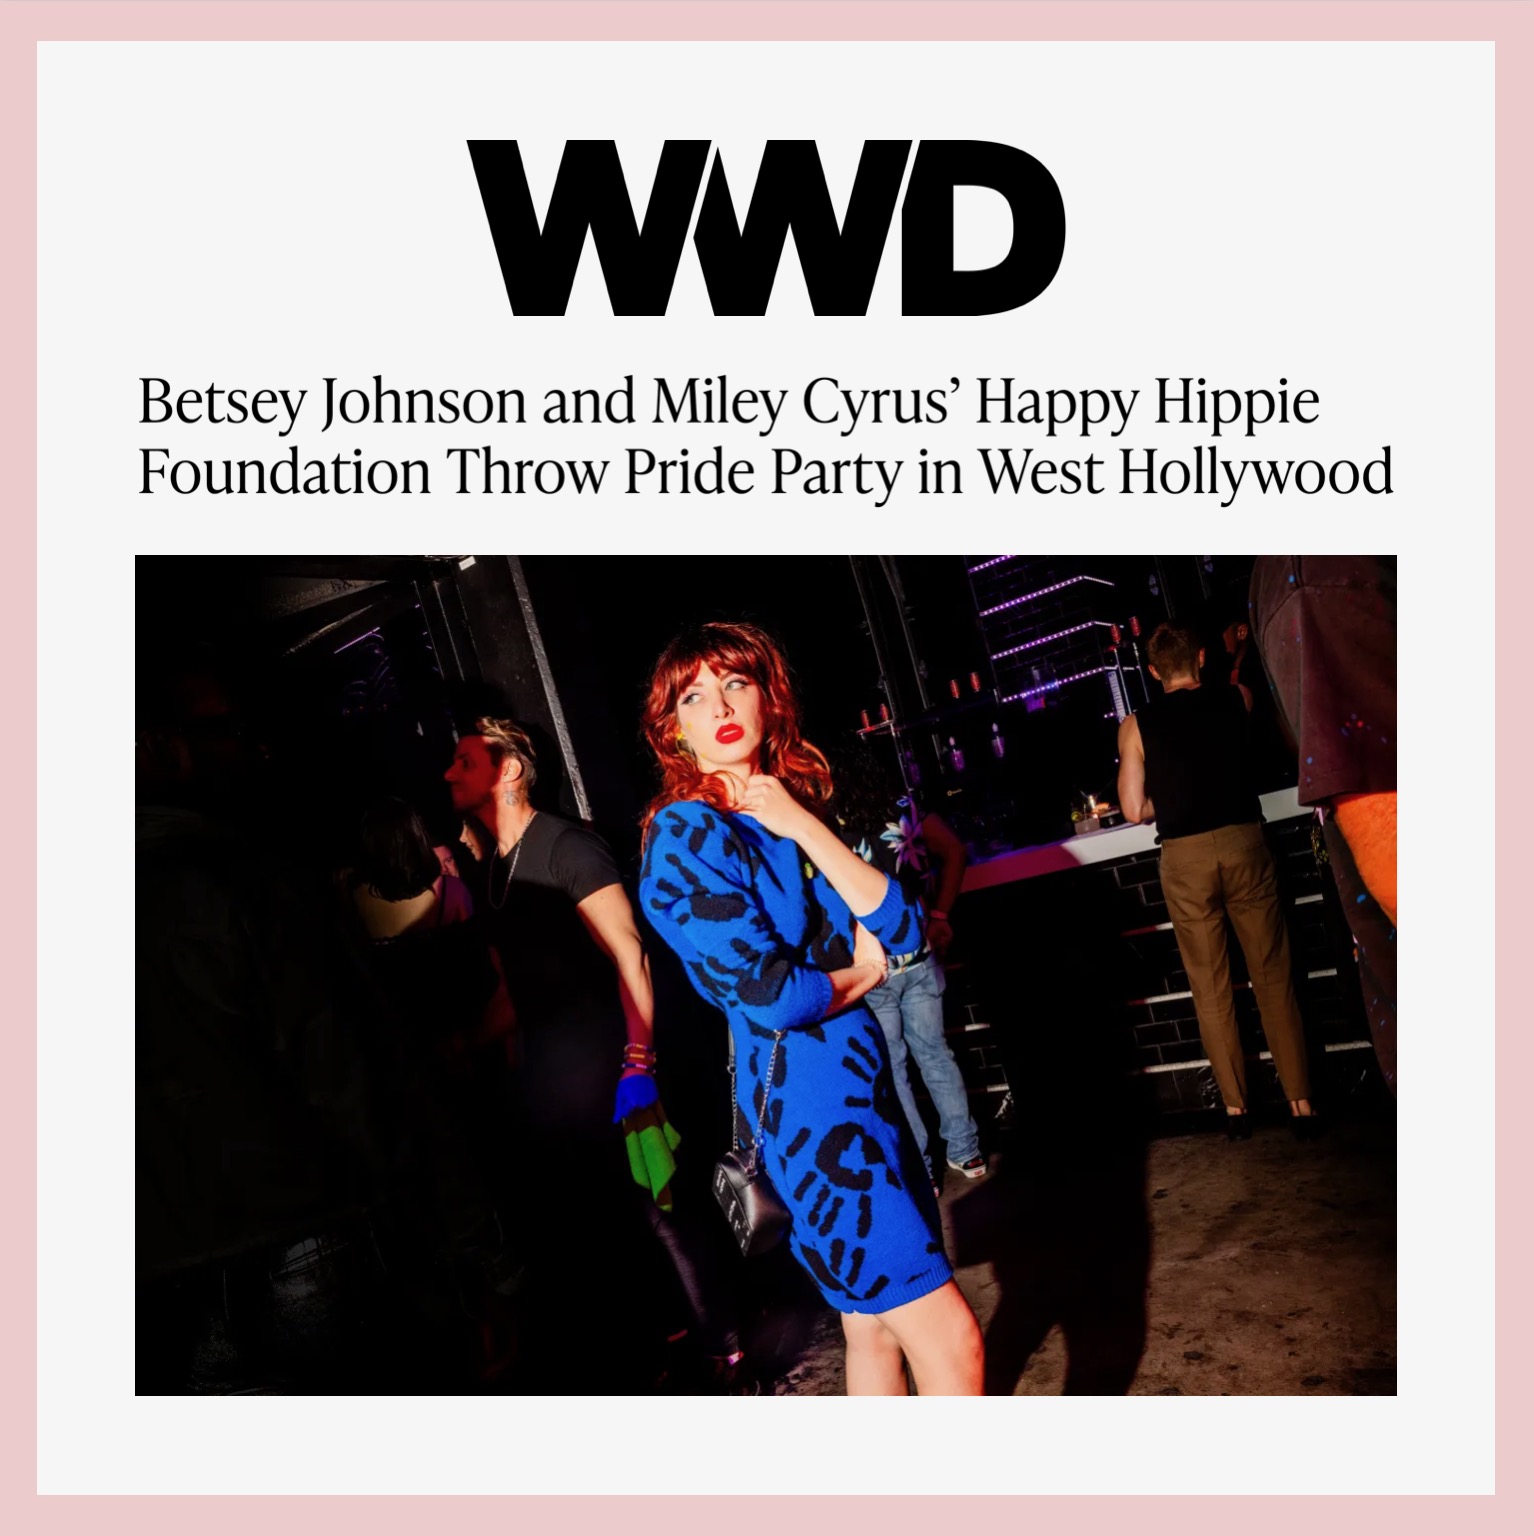 WWD
Betsey Johnson and Miley Cyrus’ Happy Hippie
Foundation Throw Pride Party in West Hollywood